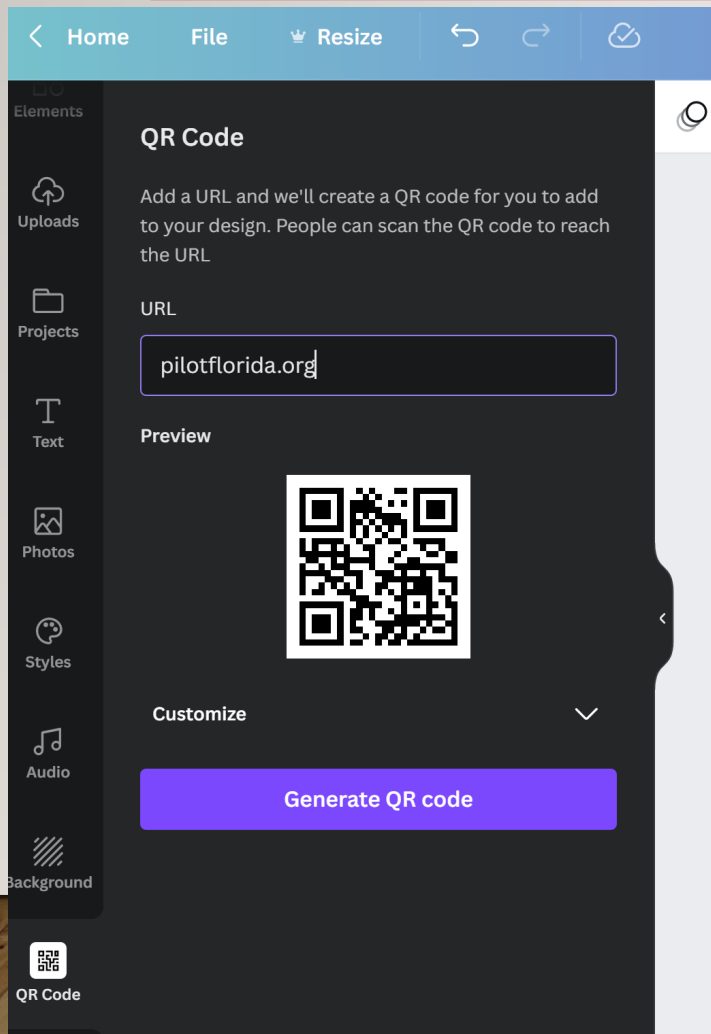 Home File Resize
Elements
Uploads
Projects
Text
Photos
Styles
Audio
Background
QR Code
QR Code
Add a URL and we'll create a QR code for you to add
to your design. People can scan the QR code to reach
the URL
URL
pilotflorida.org
Preview
Customize
Generate QR code